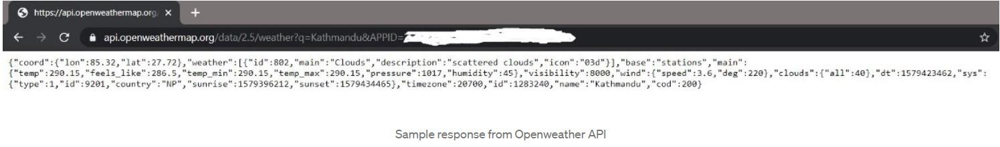 https://api.openweathermap.org
api.openweathermap.org/data/2.5/weather?q=Kathmandu&APPID=
{"coord":{"lon":85.32,"lat":27.72},"weather":[{"id":802,"main":"Clouds","description":"scattered clouds","icon":"03d"}],"base":"stations","main":
{"temp":290.15,"feels_like":286.5,"temp_min":290.15,"temp_max":290.15,"pressure":1017,"humidity":45},"visibility":8000,"wind":{"speed":3.6,"deg":220},"clouds":{"all":40},"dt":1579423462,"sys":
{"type":1,"id":9201,"country":"NP","sunrise":1579396212,"sunset":1579434465},"timezone":20700,"id":1283240,"name":"Kathmandu","cod":200}
Sample response from Openweather API